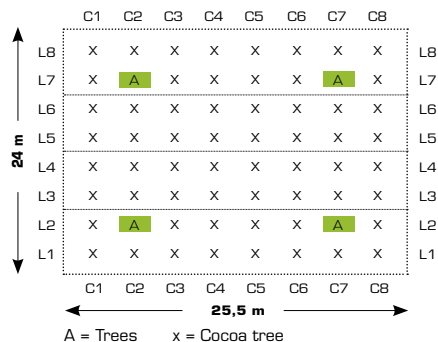 C1 C2 C3 C4 C5 C6 C7 C8
L8 X X X X X X X X L8
L7 X A X X X X A X L7
L6 X X X X X X X X L6
L5 X X X X X X X X L5
L4 X X X X X X X X L4
L3 X X X X X X X X L3
L2 X A X X X X A X L2
L1 X X X X X X X X L1
24 m
C1 C2 C3 C4 C5 C6 C7 C8
25,5 m
A = Trees x = Cocoa tree